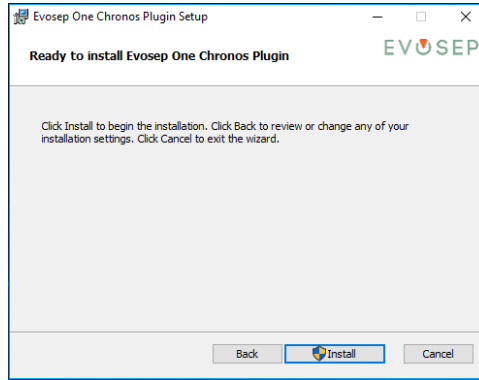 Evosep One Chronos Plugin Setup
Ready to install Evosep One Chronos Plugin
EVOSEP
Click Install to begin the installation. Click Back to review or change any of your
installation settings. Click Cancel to exit the wizard.
Back
Install
Cancel